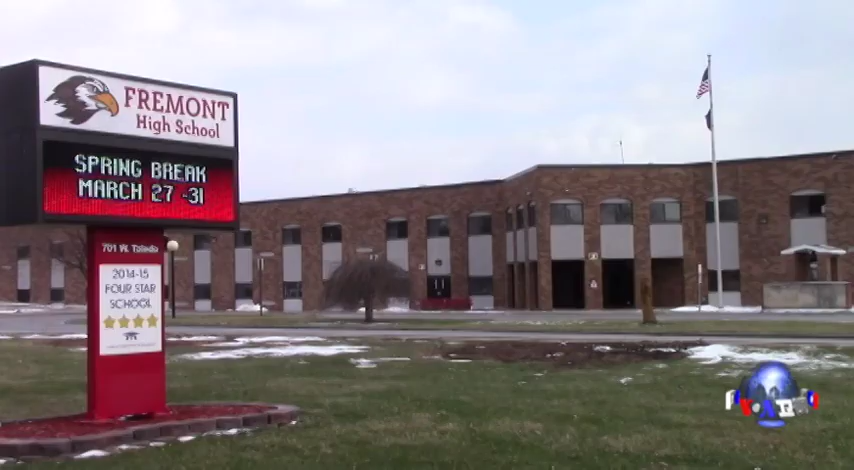 FREMONT
High School
SPRING BREAK
MARCH 27 -31
701 W. Toledo
2014-15
FOUR STAR
SCHOOL